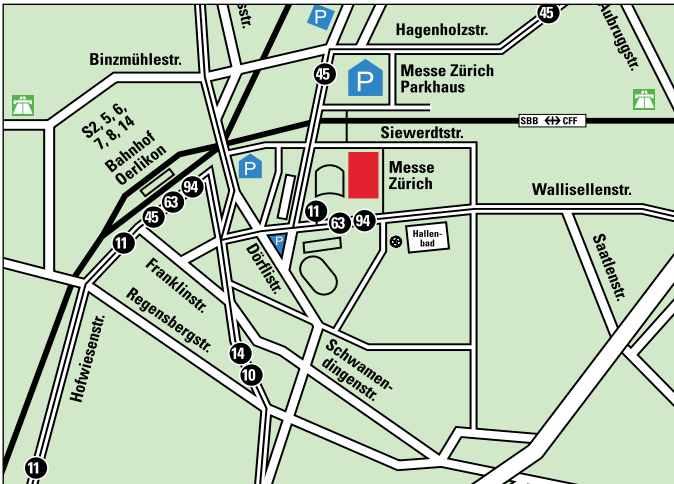 45
Hagenholzstr.
Aubruggstr.
sstr.
P
Binzmühlestr.
45
P
Messe Zürich
Parkhaus
S2, 5, 6,
7, 8, 14
Bahnhof
Oerlikon
SBB CFF
Siewerdtstr.
P
Messe
Zürich
94
63
45
11
Wallisellenstr.
11
63
94
Hallen-
bad
P
Dörflistr.
Saatlenstr.
Franklinstr.
Regensbergstr.
Hofwiesenstr.
14
10
Schwamen-
dingenstr.
11